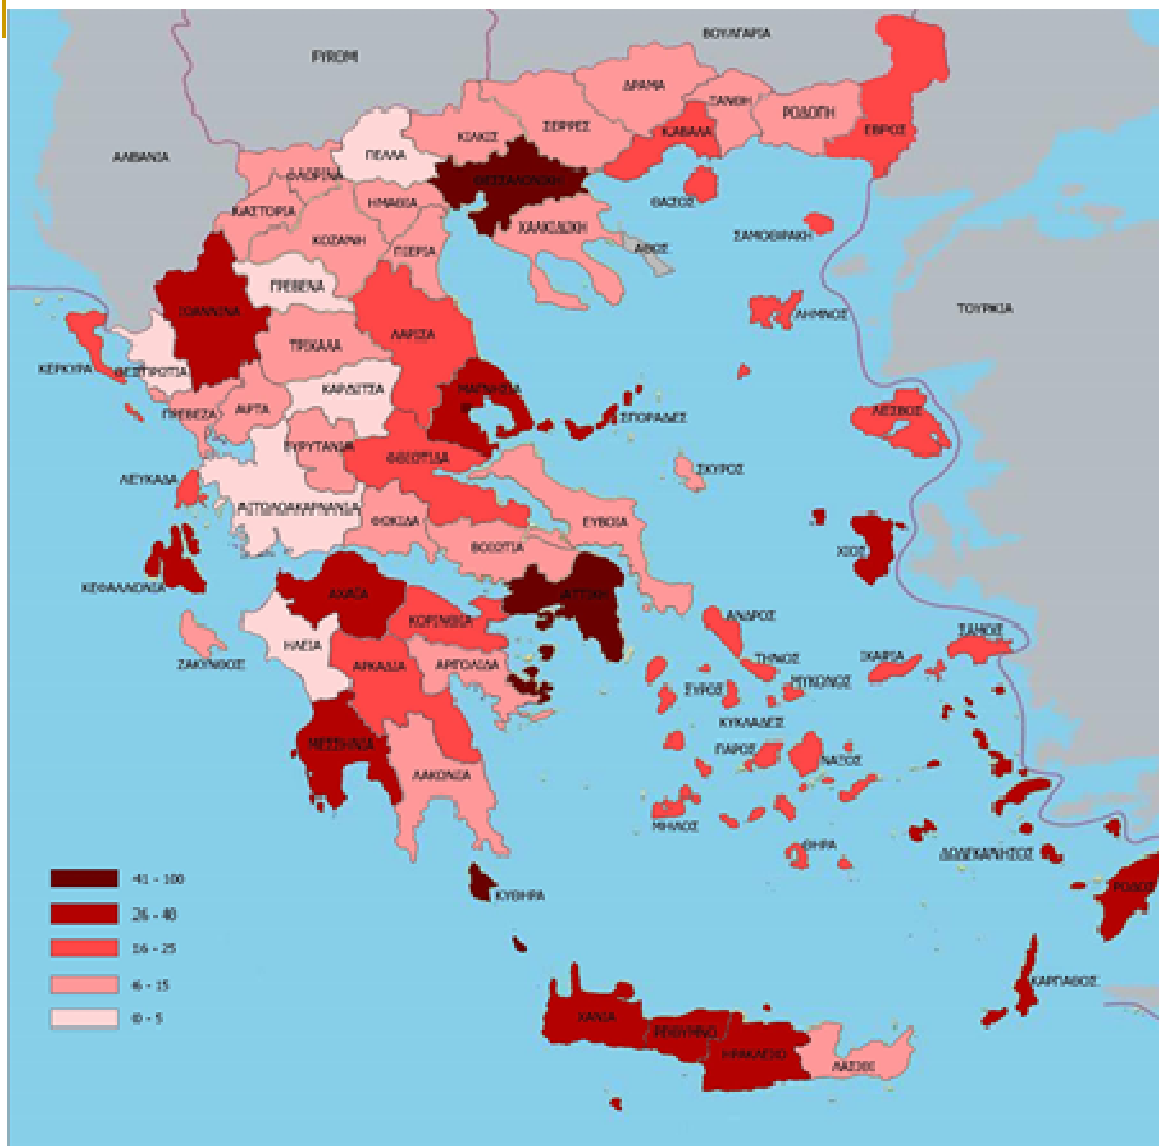 ΒΟΥΛΓΑΡΙΑ
FYROM
ΑΛΒΑΝΙΑ
ΤΟΥΡΚΙΑ
ΔΡΑΜΑ
ΞΑΝΘΗ
ΡΟΔΟΠΗ
ΕΒΡΟΣ
ΣΕΡΡΕΣ
ΚΑΒΑΛΑ
ΚΙΛΚΙΣ
ΠΕΛΛΑ
ΘΕΣΣΑΛΟΝΙΚΗ
ΦΛΩΡΙΝΑ
ΗΜΑΘΙΑ
ΚΑΣΤΟΡΙΑ
ΘΑΣΟΣ
ΧΑΛΚΙΔΙΚΗ
ΣΑΜΟΘΡΑΚΗ
ΚΟΖΑΝΗ
ΠΙΕΡΙΑ
ΑΘΟΣ
ΓΡΕΒΕΝΑ
ΙΩΑΝΝΙΝΑ
ΛΗΜΝΟΣ
ΛΑΡΙΣΑ
ΤΡΙΚΑΛΑ
ΚΕΡΚΥΡΑ
ΘΕΣΠΡΩΤΙΑ
ΚΑΡΔΙΤΣΑ
ΜΑΓΝΗΣΙΑ
ΠΡΕΒΕΖΑ
ΑΡΤΑ
ΣΠΟΡΑΔΕΣ
ΛΕΣΒΟΣ
ΕΥΡΥΤΑΝΙΑ
ΦΘΙΩΤΙΔΑ
ΣΚΥΡΟΣ
ΛΕΥΚΑΔΑ
ΑΙΤΩΛΟΑΚΑΡΝΑΝΙΑ
ΦΩΚΙΔΑ
ΕΥΒΟΙΑ
ΒΟΙΩΤΙΑ
ΧΙΟΣ
ΚΕΦΑΛΛΟΝΙΑ
ΑΧΑΪΑ
ΑΤΤΙΚΗ
ΚΟΡΙΝΘΙΑ
ΑΝΔΡΟΣ
ΣΑΜΟΣ
ΗΛΕΙΑ
ΖΑΚΥΝΘΟΣ
ΑΡΚΑΔΙΑ
ΑΡΓΟΛΙΔΑ
ΤΗΝΟΣ
ΙΚΑΡΙΑ
ΣΥΡΟΣ
ΜΥΚΟΝΟΣ
ΚΥΚΛΑΔΕΣ
ΜΕΣΣΗΝΙΑ
ΠΑΡΟΣ
ΝΑΞΟΣ
ΛΑΚΩΝΙΑ
ΜΗΛΟΣ
ΘΗΡΑ
ΔΩΔΕΚΑΝΗΣΟΣ
ΡΟΔΟΣ
ΚΥΘΗΡΑ
ΚΑΡΠΑΘΟΣ
ΧΑΝΙΑ
ΡΕΘΥΜΝΟ
ΗΡΑΚΛΕΙΟ
ΛΑΣΙΘΙ
41 - 100
26 - 40
16 - 25
6 - 15
0 - 5